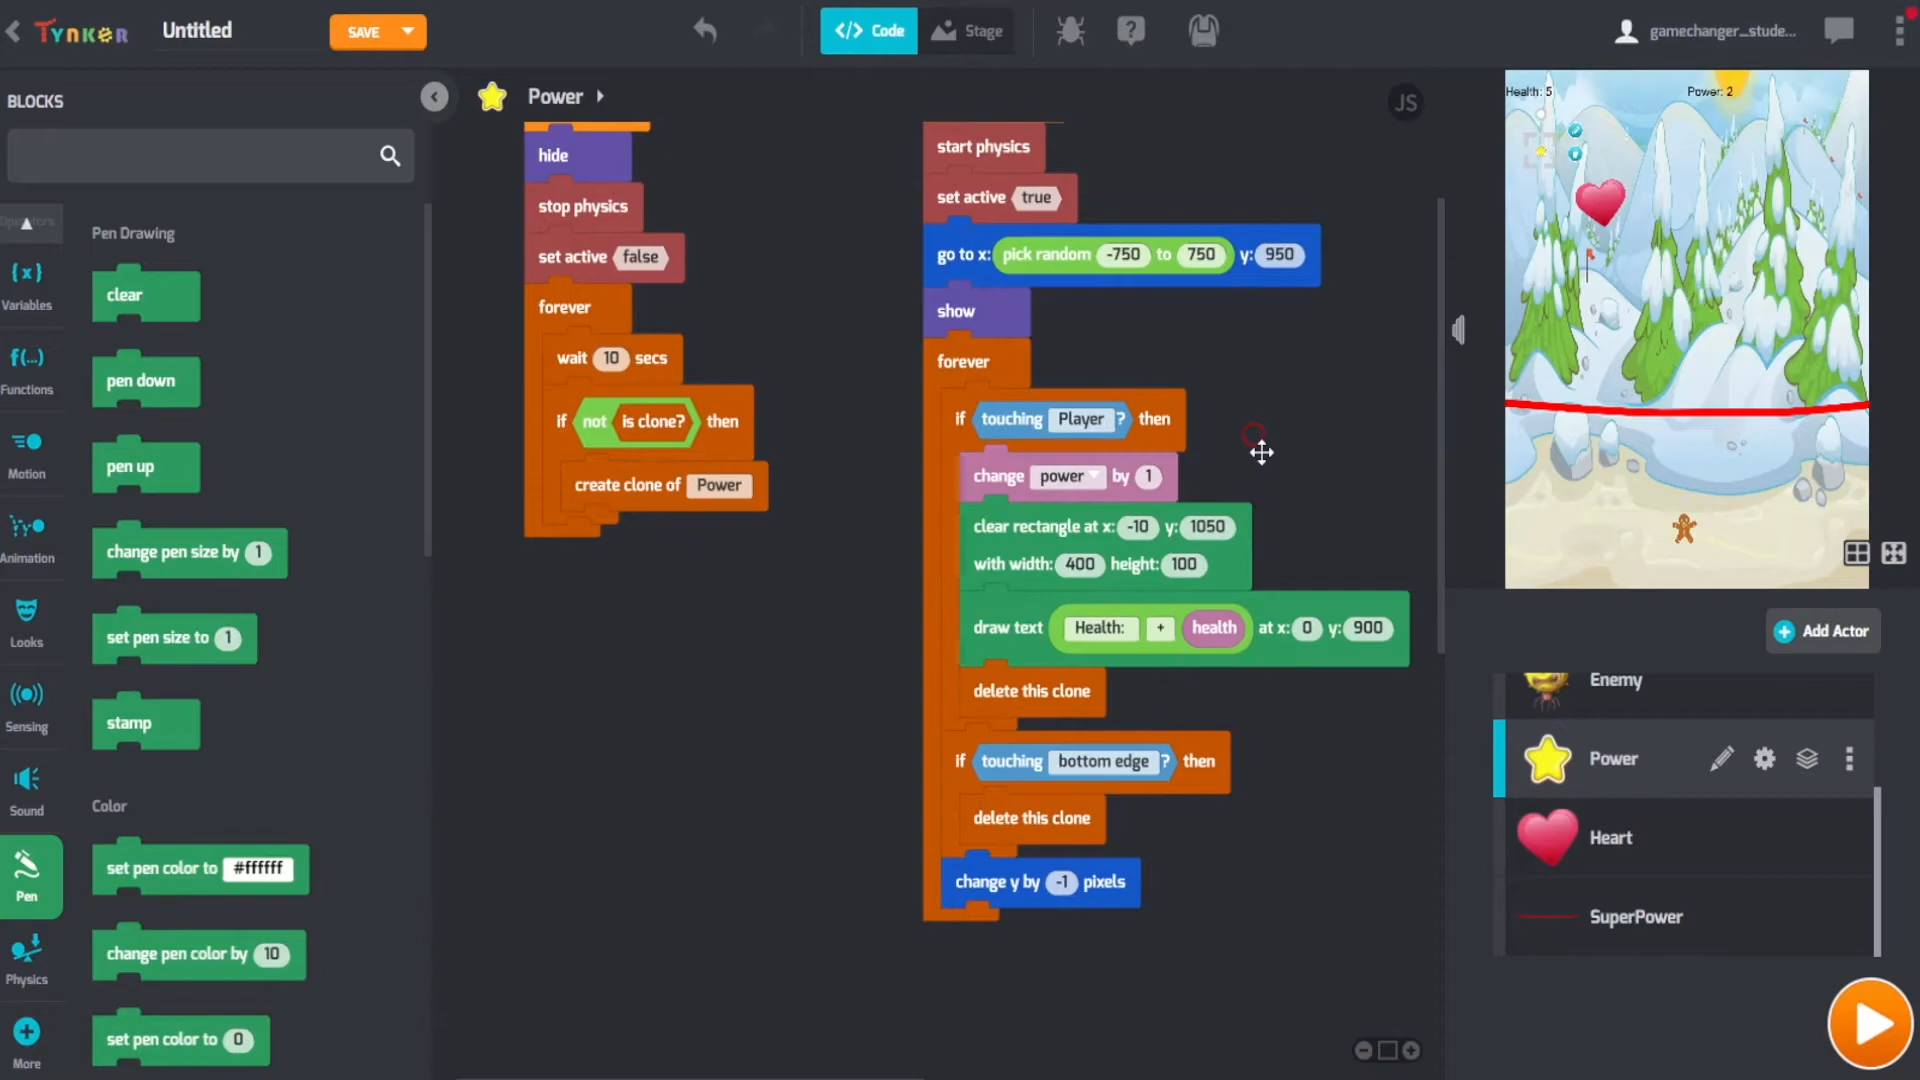 TYNKER
Untitled
SAVE
</> Code
Stage
gamechanger_stude...
BLOCKS
Power
JS
Health: 5
Power: 2
Operators
Variables
Functions
Motion
Animation
Looks
Sensing
Sound
Pen
Physics
More
{x}
f(...)
Pen Drawing
clear
pen down
pen up
change pen size by 1
set pen size to 1
stamp
Color
set pen color to #ffffff
change pen color by 10
set pen color to 0
hide
stop physics
set active false
forever
wait 10 secs
if not is clone? then
create clone of Power
start physics
set active true
go to x: pick random -750 to 750 y: 950
show
forever
if touching Player ? then
change power by 1
clear rectangle at x: -10 y: 1050
with width: 400 height: 100
draw text Health: + health at x: 0 y: 900
delete this clone
if touching bottom edge ? then
delete this clone
change y by -1 pixels
Add Actor
Enemy
Power
Heart
SuperPower